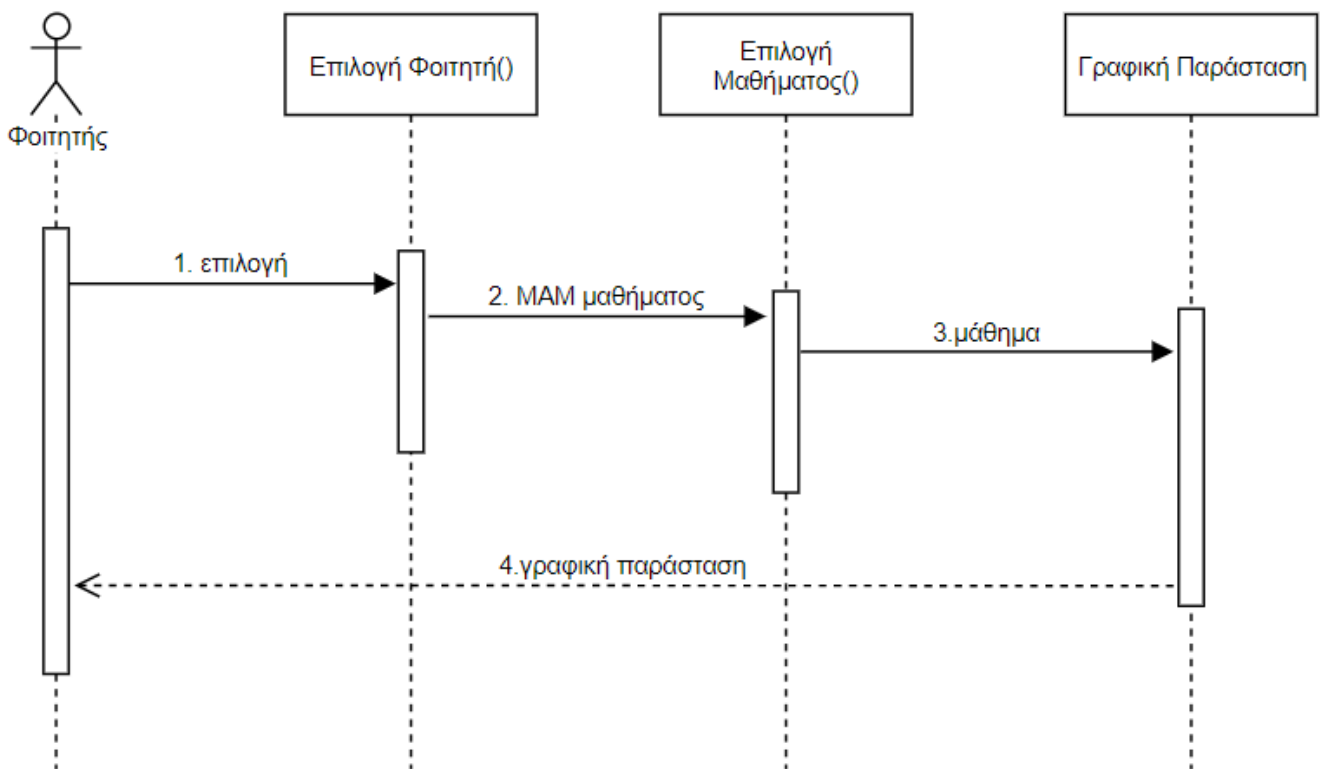 Φοιτητής
Επιλογή Φοιτητή()
Επιλογή
Μαθήματος()
Γραφική Παράσταση
1. επιλογή
2. ΜΑΜ μαθήματος
3.μάθημα
4.γραφική παράσταση